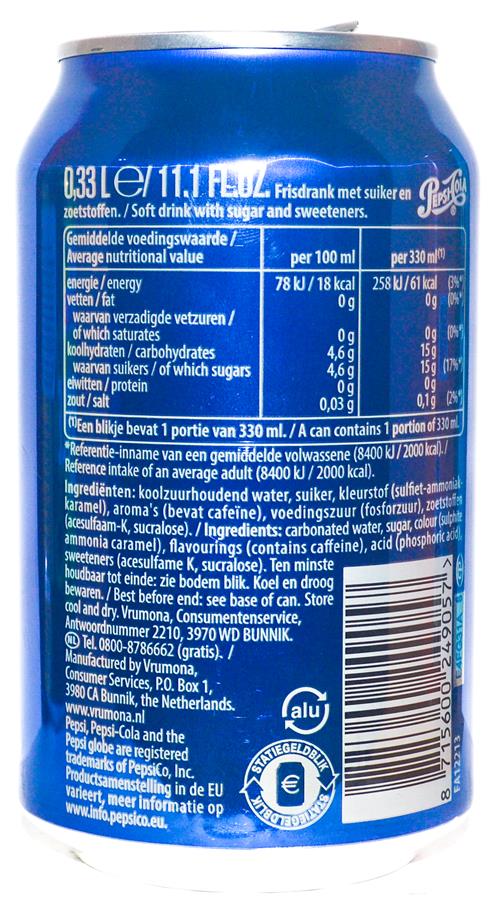 0,33 L ℮/ 11.1 FL.OZ. Frisdrank met suiker en
PEPSI-COLA
zoetstoffen. / Soft drink with sugar and sweeteners.
Gemiddelde voedingswaarde /
Average nutritional value per 100 ml per 330 ml(1)
energie / energy 78 kJ / 18 kcal 258 kJ / 61 kcal (3%*)
vetten / fat 0 g 0 g (0%*)
waarvan verzadigde vetzuren /
of which saturates 0 g 0 g (0%*)
koolhydraten / carbohydrates 4,6 g 15 g
waarvan suikers / of which sugars 4,6 g 15 g (17%*)
eiwitten / protein 0 g 0 g
zout / salt 0,03 g 0,1 g (2%*)
(1)Een blikje bevat 1 portie van 330 ml. / A can contains 1 portion of 330 ml.
*Referentie-inname van een gemiddelde volwassene (8400 kJ / 2000 kcal). /
Reference intake of an average adult (8400 kJ / 2000 kcal).
Ingrediënten: koolzuurhoudend water, suiker, kleurstof (sulfiet-ammoniak-
karamel), aroma's (bevat cafeïne), voedingszuur (fosforzuur), zoetstoffen
(acesulfaam-K, sucralose). / Ingredients: carbonated water, sugar, colour (sulphite
ammonia caramel), flavourings (contains caffeine), acid (phosphoric acid),
sweeteners (acesulfame K, sucralose). Ten minste
houdbaar tot einde: zie bodem blik. Koel en droog
bewaren. / Best before end: see base of can. Store
cool and dry. Vrumona, Consumentenservice,
Antwoordnummer 2210, 3970 WD BUNNIK.
NL Tel. 0800-8786662 (gratis). /
Manufactured by Vrumona,
Consumer Services, P.O. Box 1,
3980 CA Bunnik, the Netherlands.
www.vrumona.nl
Pepsi, Pepsi-Cola and the
Pepsi globe are registered
trademarks of PepsiCo, Inc.
Productsamenstelling in de EU
varieert, meer informatie op
www.info.pepsico.eu.
alu
STATIEGELDBLIK
€
STATIEGELDBLIK
8 715600 249057 >
FA12213